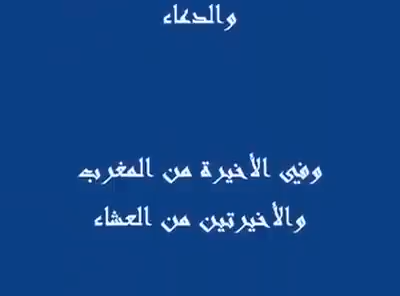 والدعاء
وفي الأخيرة من المغرب
والأخيرتين من العشاء